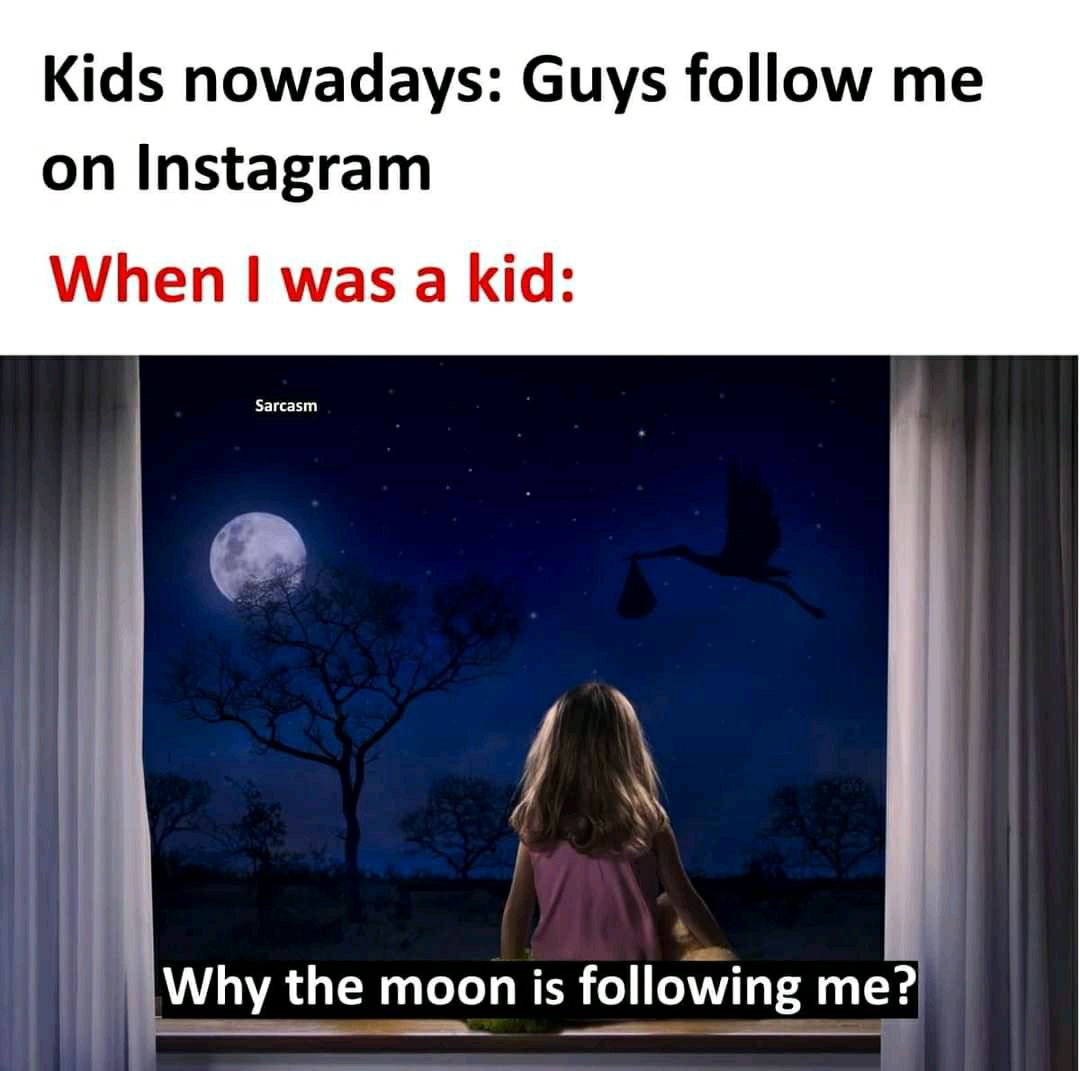 Kids nowadays: Guys follow me
on Instagram
When I was a kid:
Sarcasm
Why the moon is following me?